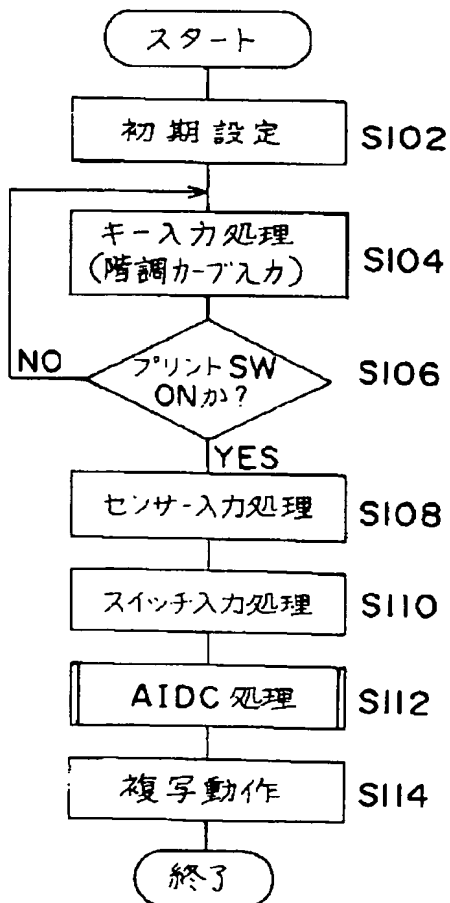 スタート
初期設定 S102
キー入力処理 S104
(階調カーブ入力)
NO
プリントSW S106
ONか?
YES
センサー入力処理 S108
スイッチ入力処理 S110
AIDC処理 S112
複写動作 S114
終了